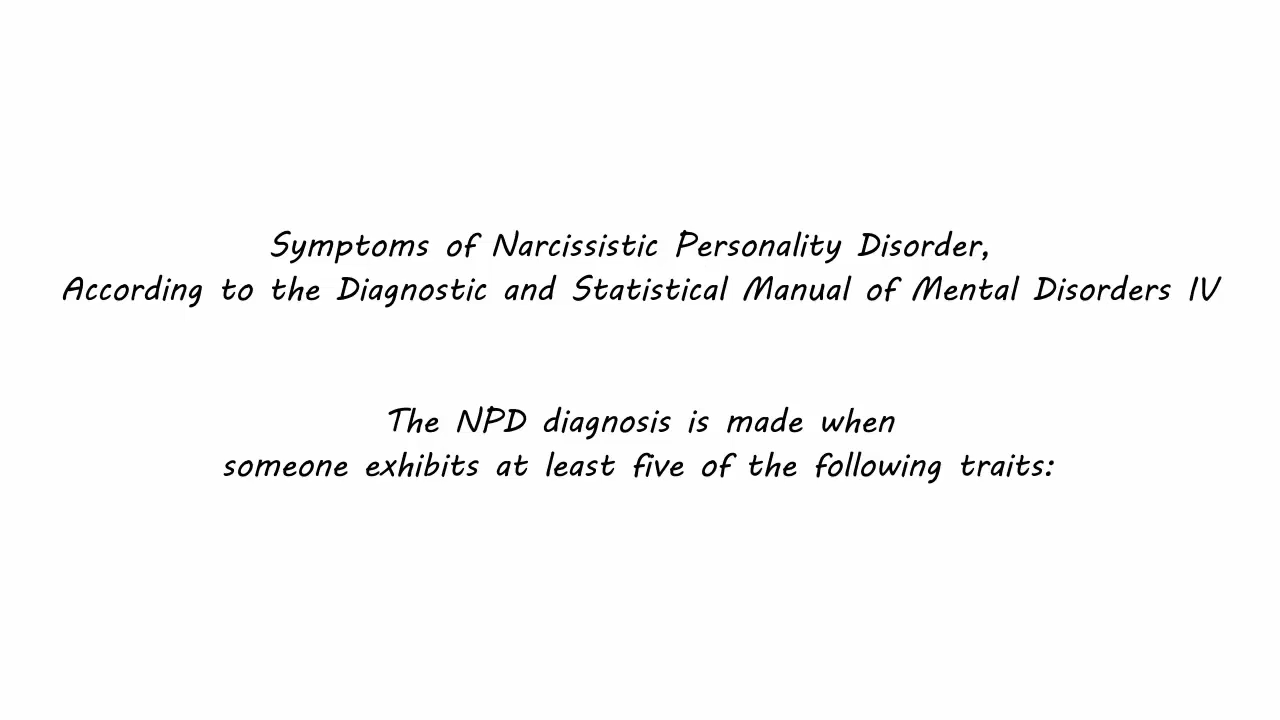 Symptoms of Narcissistic Personality Disorder,
According to the Diagnostic and Statistical Manual of Mental Disorders IV
The NPD diagnosis is made when
someone exhibits at least five of the following traits: